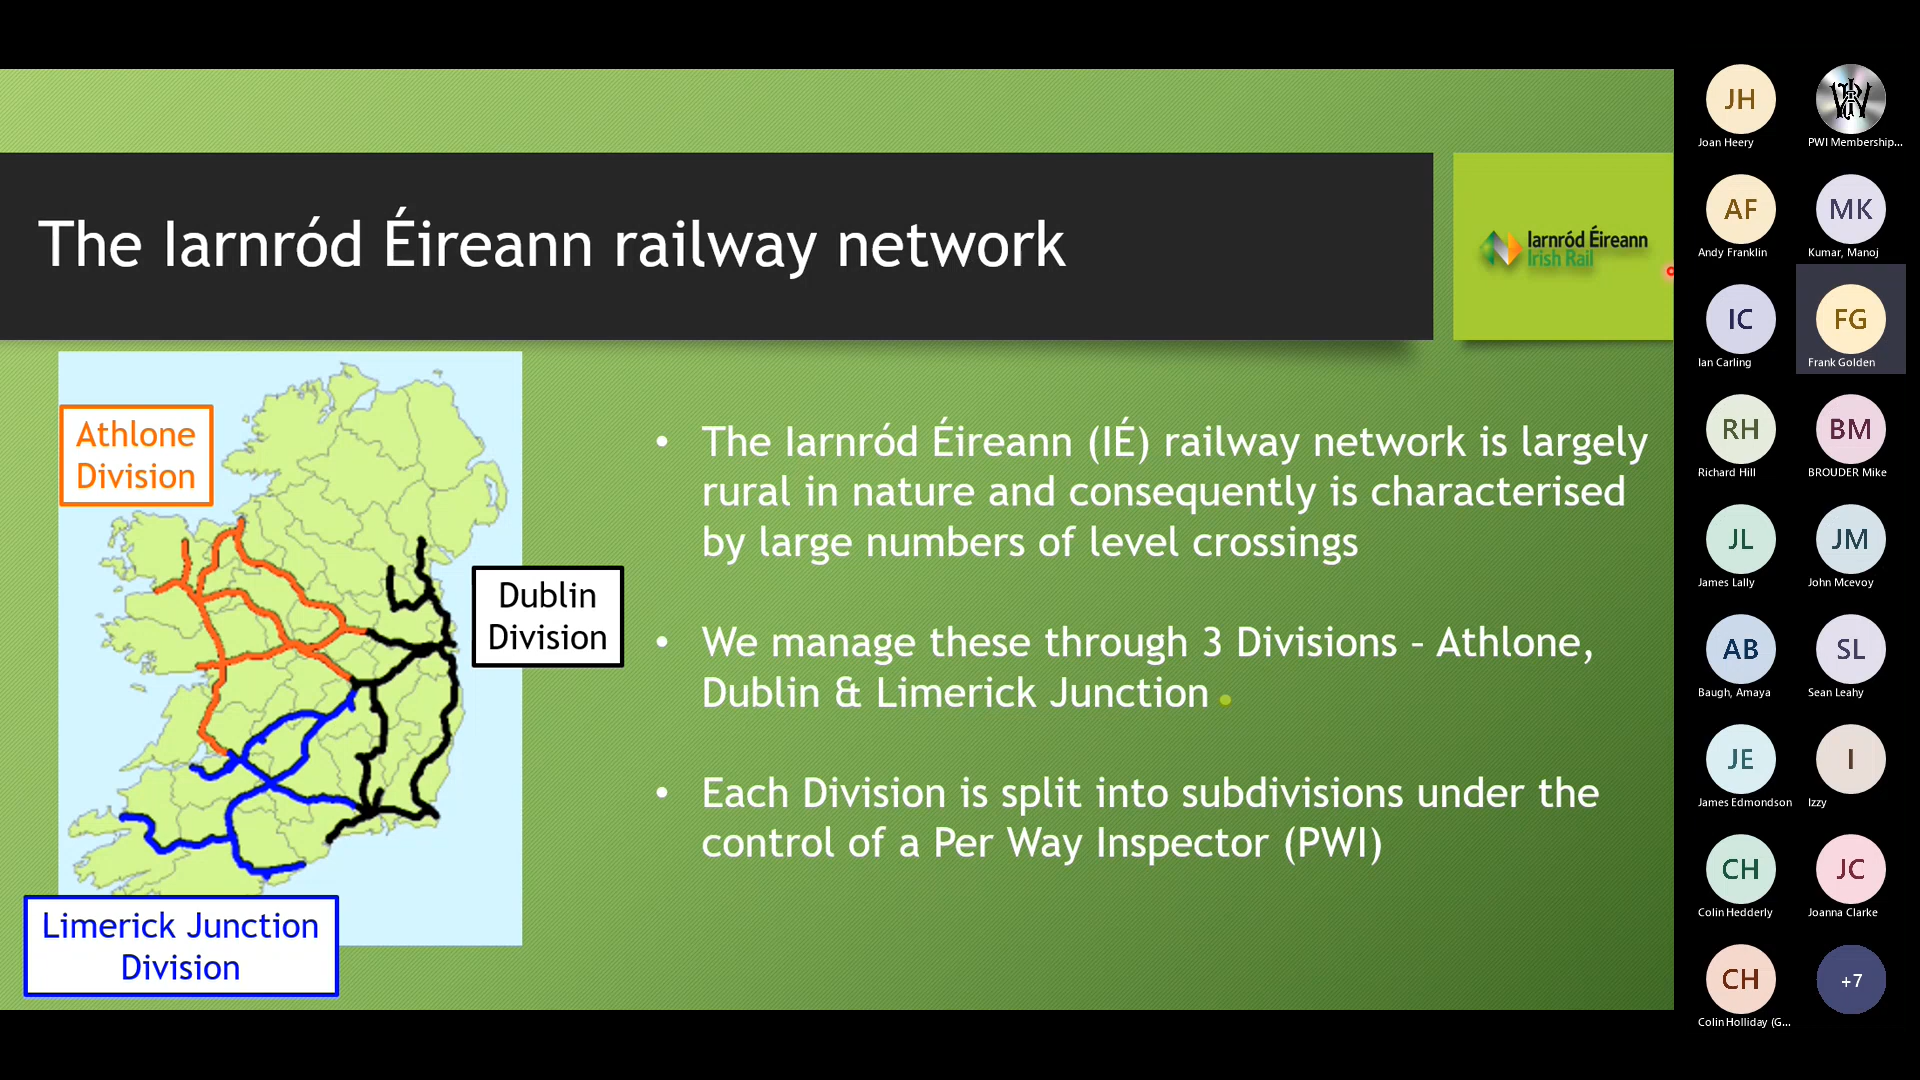 The Iarnród Éireann railway network
Iarnród Éireann
Irish Rail
Athlone
Division
Dublin
Division
Limerick Junction
Division
• The Iarnród Éireann (IÉ) railway network is largely
rural in nature and consequently is characterised
by large numbers of level crossings
• We manage these through 3 Divisions – Athlone,
Dublin & Limerick Junction
• Each Division is split into subdivisions under the
control of a Per Way Inspector (PWI)
JH
Joan Heery
PWI Membership...
AF
Andy Franklin
MK
Kumar, Manoj
IC
Ian Carling
FG
Frank Golden
RH
Richard Hill
BM
BROUDER Mike
JL
James Lally
JM
John Mcevoy
AB
Baugh, Amaya
SL
Sean Leahy
JE
James Edmondson
I
Izzy
CH
Colin Hedderly
JC
Joanna Clarke
CH
Colin Holliday (G...
+7